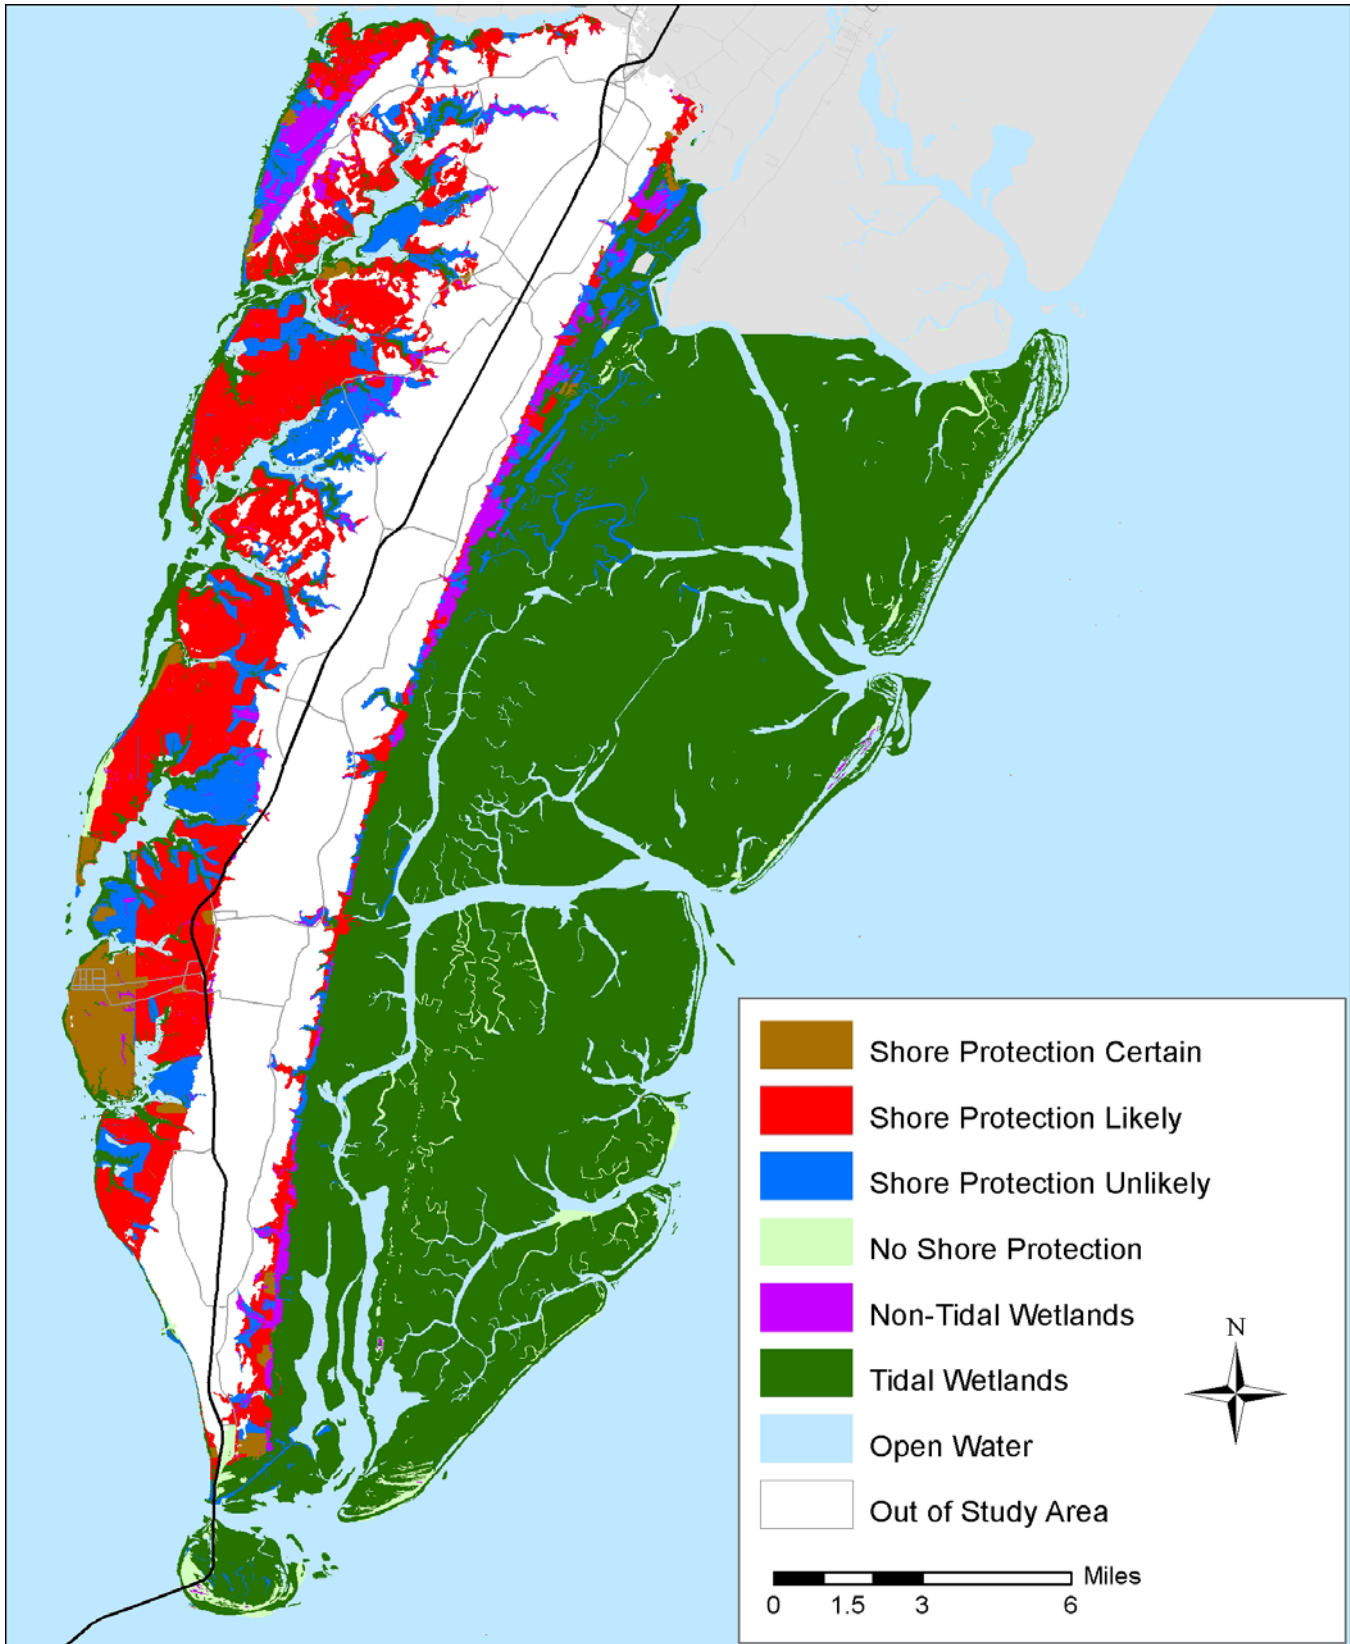 Shore Protection Certain
Shore Protection Likely
Shore Protection Unlikely
No Shore Protection
Non-Tidal Wetlands
Tidal Wetlands
Open Water
Out of Study Area
N
Miles
0 1.5 3 6